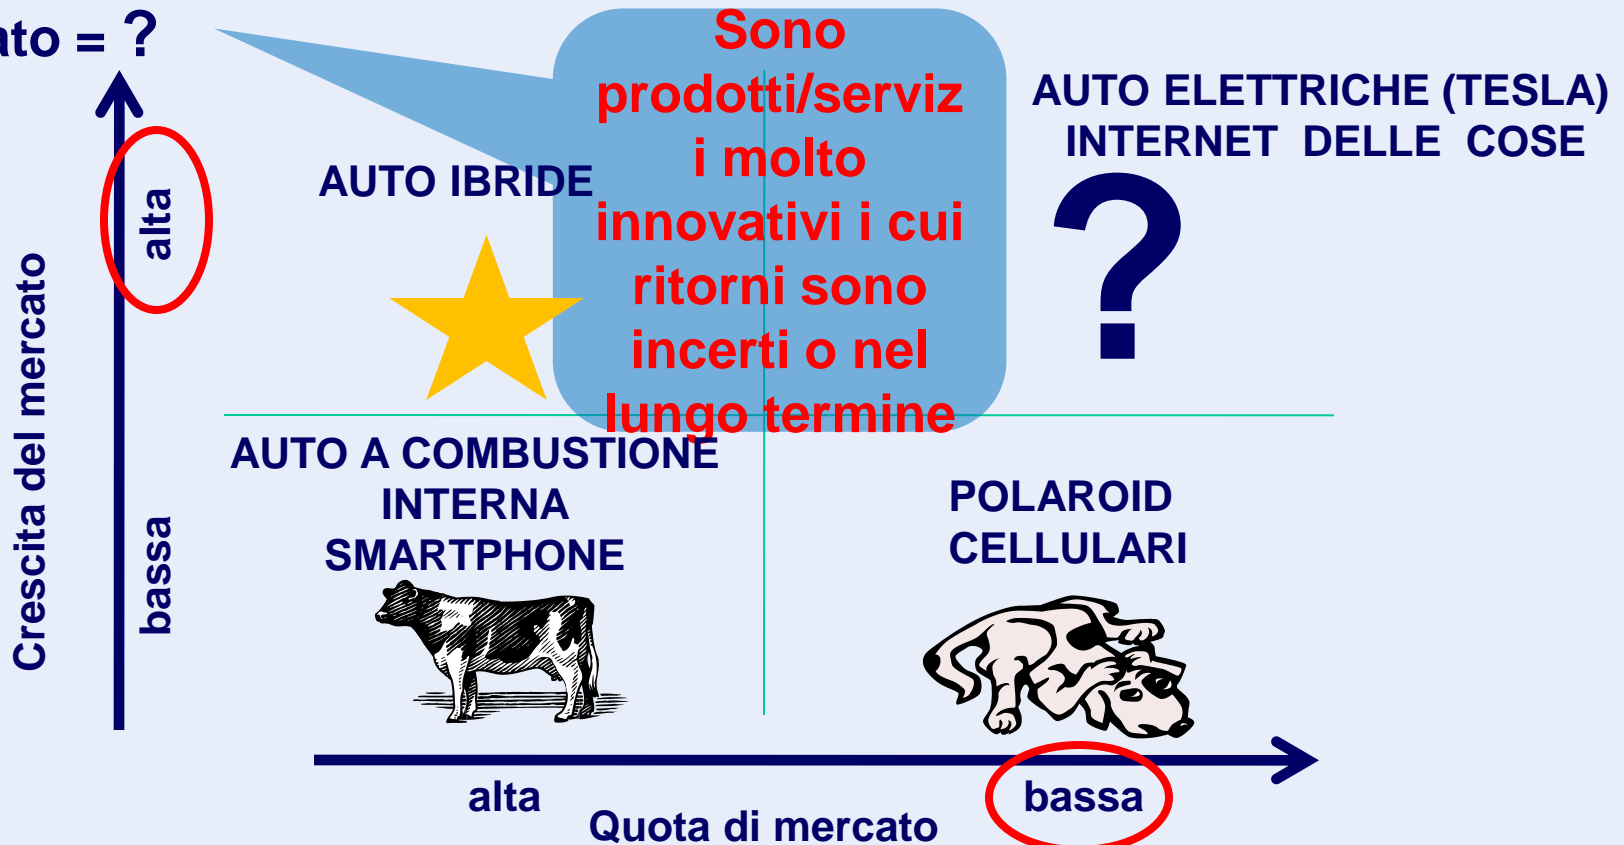 ato = ?
Sono
prodotti/serviz
i molto
innovativi i cui
ritorni sono
incerti o nel
lungo termine
AUTO ELETTRICHE (TESLA)
INTERNET DELLE COSE
?
AUTO IBRIDE
alta
Crescita del mercato
bassa
AUTO A COMBUSTIONE
INTERNA
SMARTPHONE
POLAROID
CELLULARI
alta
bassa
Quota di mercato